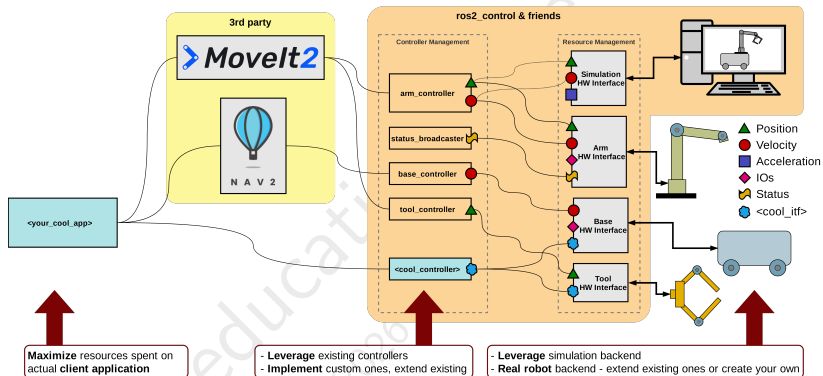 3rd party
ros2_control & friends
Controller Management
Resource Management
MoveIt2
Simulation
HW Interface
arm_controller
Position
Velocity
Acceleration
IOs
Status
<cool_itf>
status_broadcaster
Arm
HW Interface
base_controller
NAV2
tool_controller
<your_cool_app>
Base
HW Interface
<cool_controller>
Tool
HW Interface
Maximize resources spent on
actual client application
- Leverage existing controllers
- Implement custom ones, extend existing
- Leverage simulation backend
- Real robot backend - extend existing ones or create your own